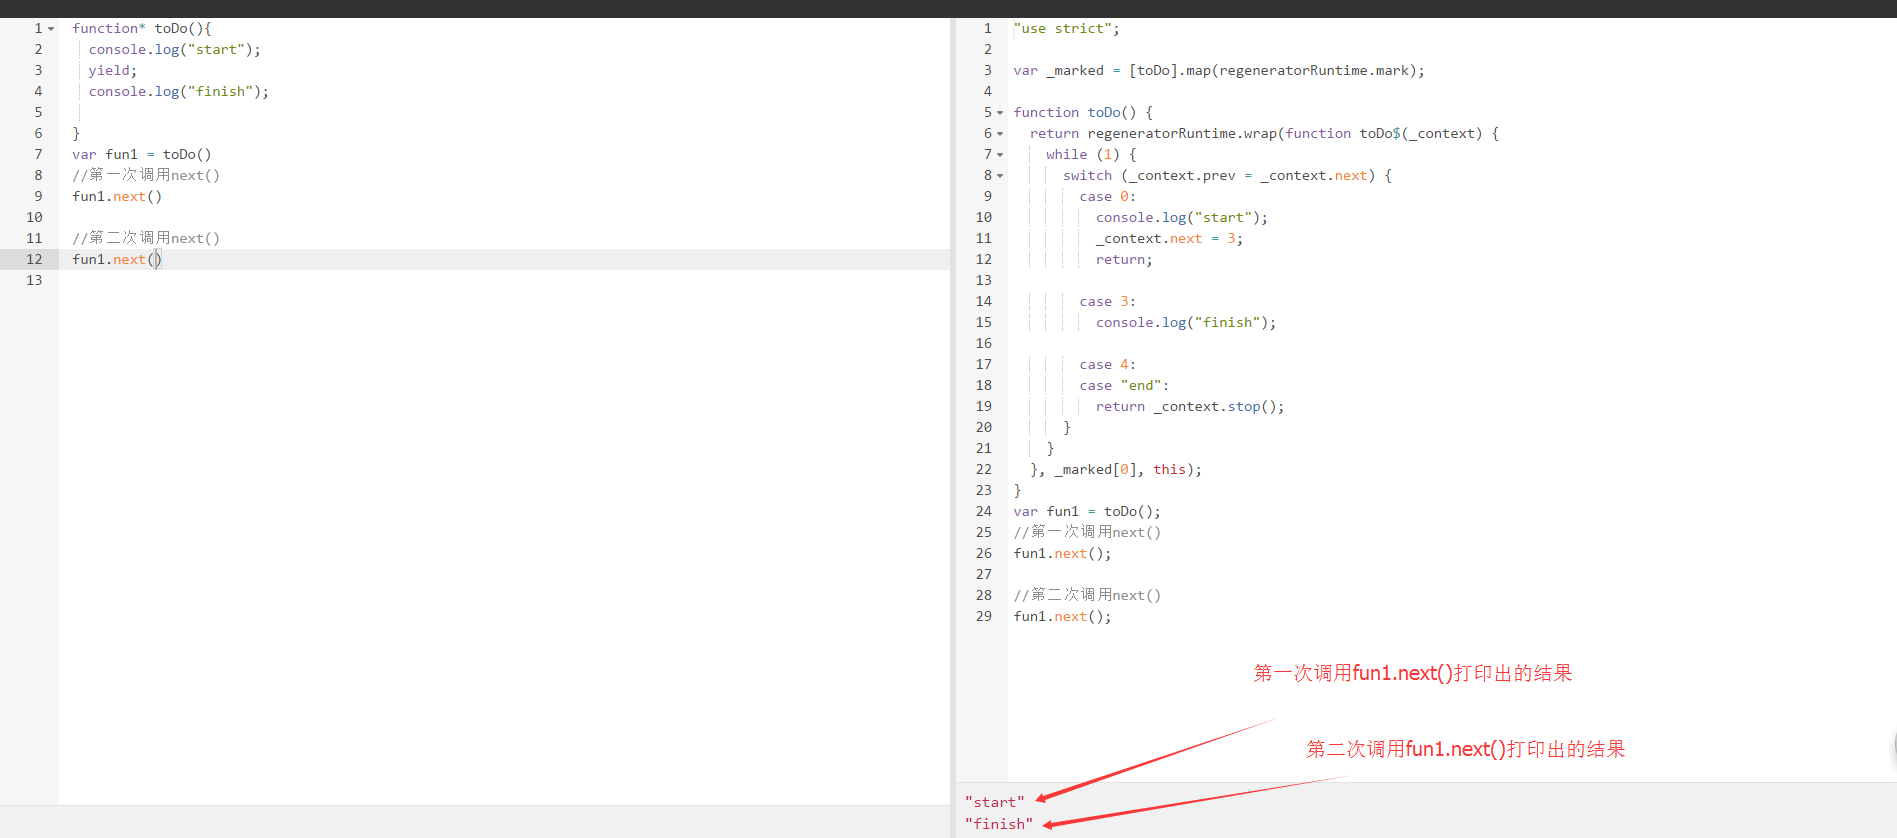 1 function* toDo(){
2 console.log("start");
3 yield;
4 console.log("finish");
5
6 }
7 var fun1 = toDo()
8 //第一次调用next()
9 fun1.next()
10
11 //第二次调用next()
12 fun1.next()
13
1 "use strict";
2
3 var _marked = [toDo].map(regeneratorRuntime.mark);
4
5 function toDo() {
6 return regeneratorRuntime.wrap(function toDo$(_context) {
7 while (1) {
8 switch (_context.prev = _context.next) {
9 case 0:
10 console.log("start");
11 _context.next = 3;
12 return;
13
14 case 3:
15 console.log("finish");
16
17 case 4:
18 case "end":
19 return _context.stop();
20 }
21 }
22 }, _marked[0], this);
23 }
24 var fun1 = toDo();
25 //第一次调用next()
26 fun1.next();
27
28 //第二次调用next()
29 fun1.next();
第一次调用fun1.next()打印出的结果
第二次调用fun1.next()打印出的结果
"start"
"finish"